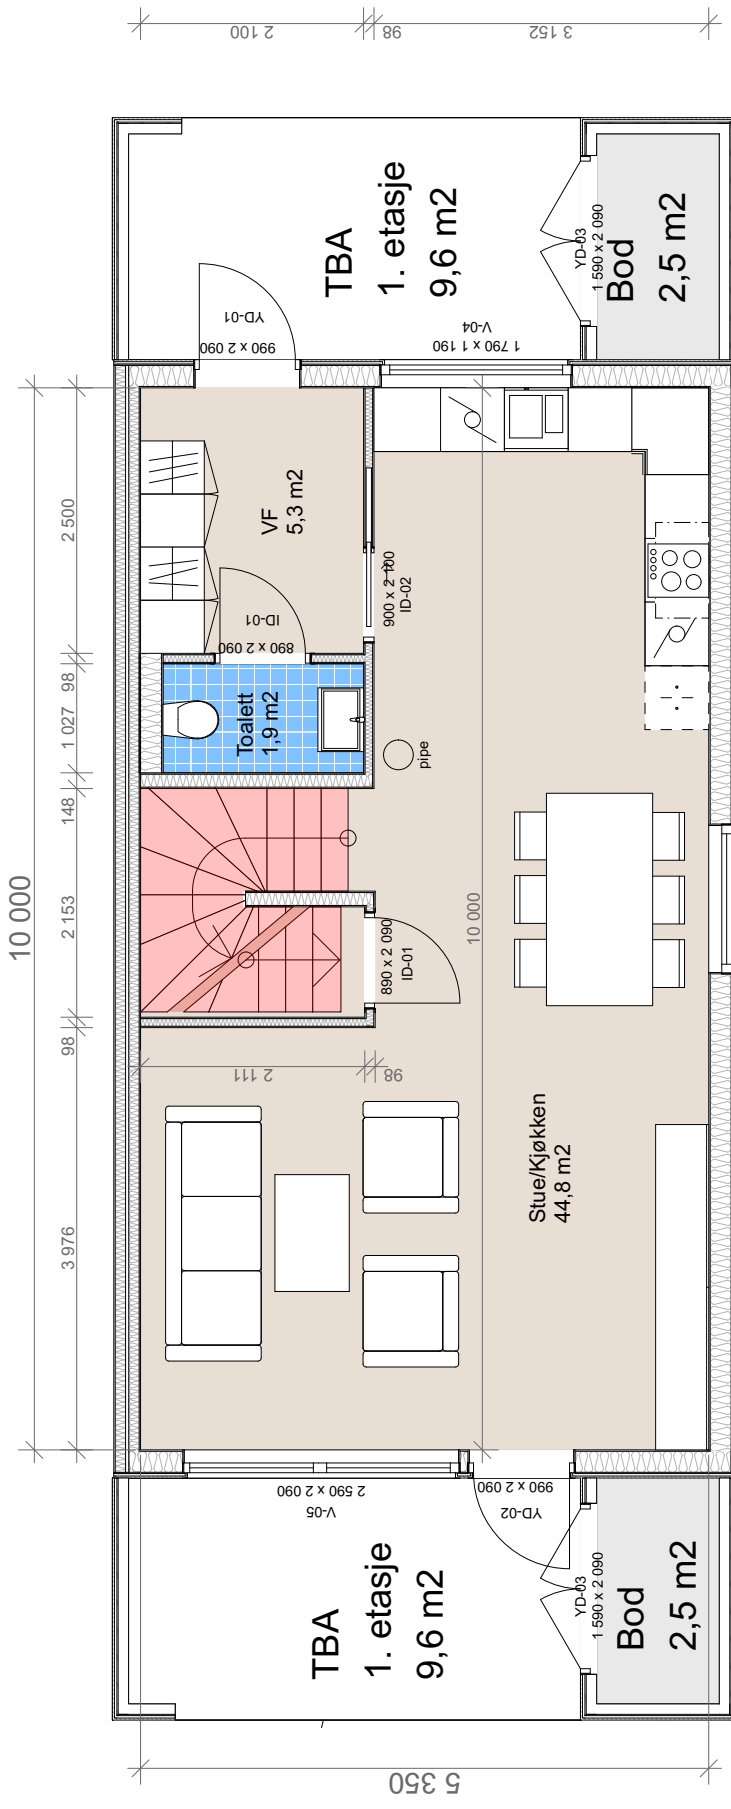 2 100
98
3 152
TBA
1. etasje
9,6 m2
YD-03
1 590 x 2 090
Bod
2,5 m2
YD-01
990 x 2 090
V-04
1 790 x 1 190
10 000
2 500
98
1 027
148
2 153
98
3 976
VF
5,3 m2
ID-01
890 x 2 090
900 x 2 100
ID-02
Toalett
1,9 m2
pipe
890 x 2 090
ID-01
10 000
2 111
98
Stue/Kjøkken
44,8 m2
V-05
2 590 x 2 090
YD-02
990 x 2 090
TBA
1. etasje
9,6 m2
YD-03
1 590 x 2 090
Bod
2,5 m2
5 350